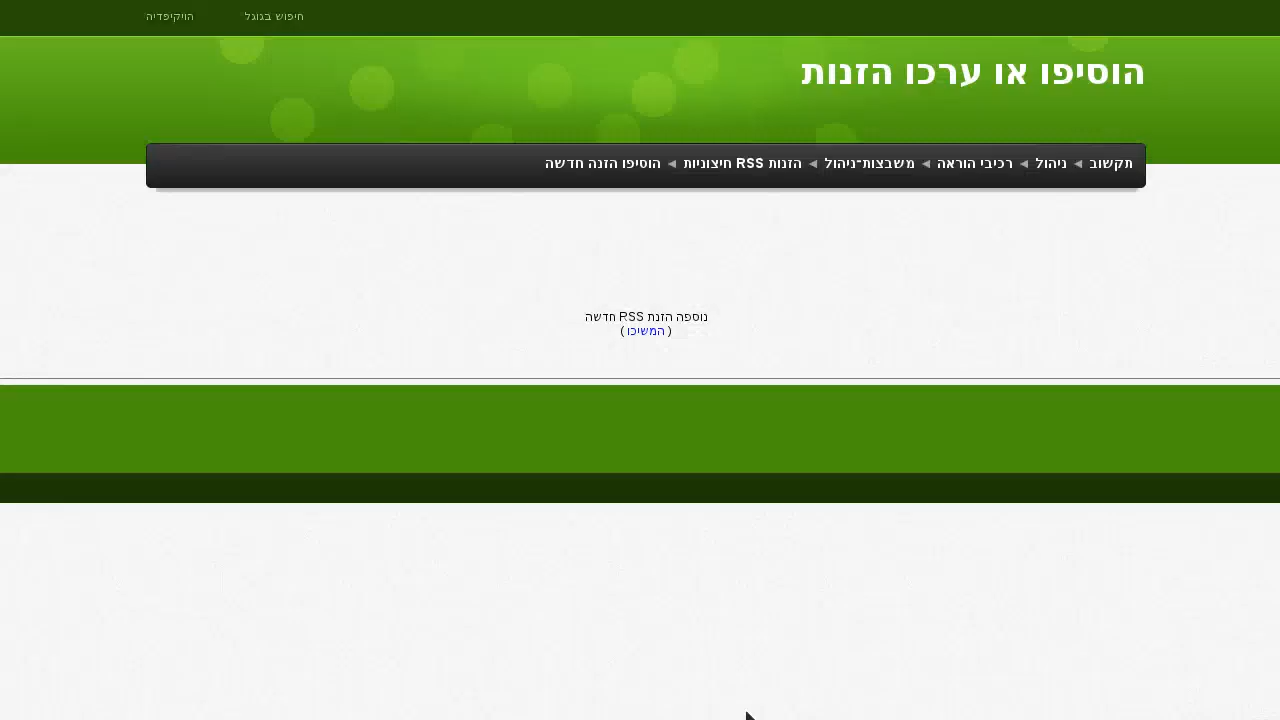 חיפוש בגוגל הויקיפדיה
הוסיפו או ערכו הזנות
תקשוב ◄ ניהול ◄ רכיבי הוראה ◄ משבצות־ניהול ◄ הזנות RSS חיצוניות ◄ הוסיפו הזנה חדשה
נוספה הזנת RSS חדשה
( המשיכו )